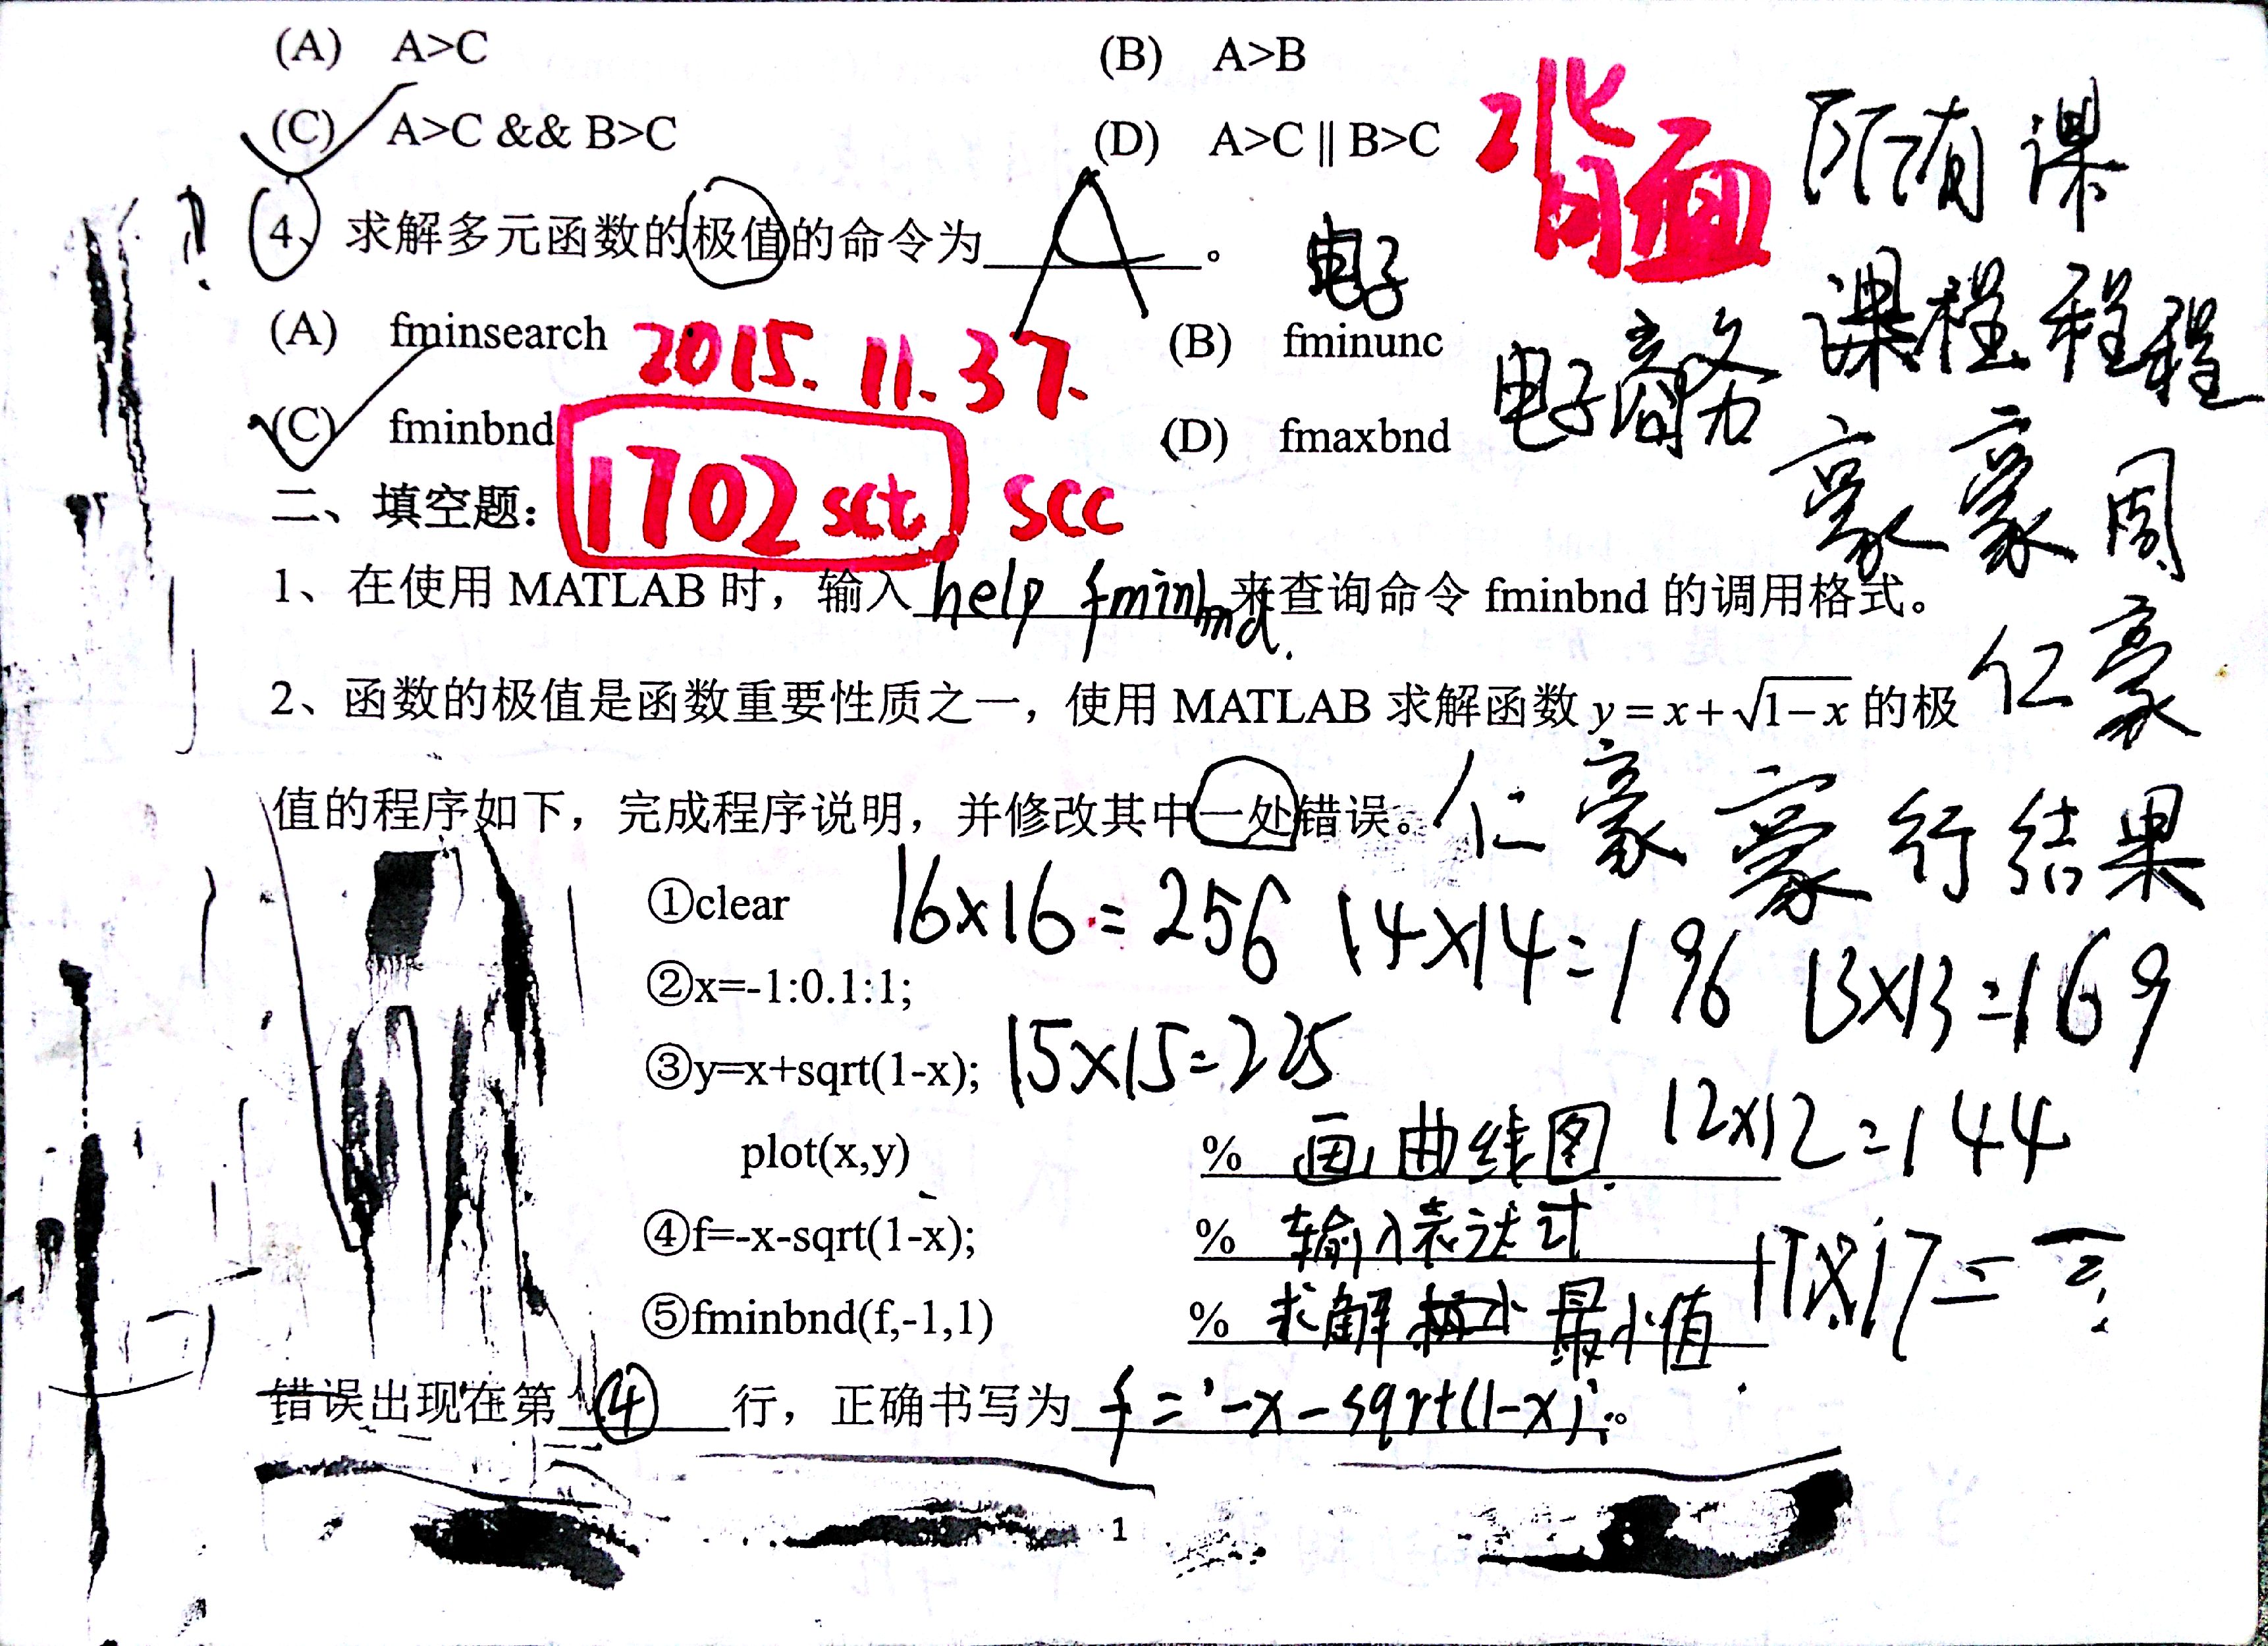 (A) A>C (B) A>B
(C) A>C && B>C (D) A>C || B>C
背面
所有课
4、求解多元函数的极值的命令为 A 。
电子
课程程程
(A) fminsearch (B) fminunc
2015.11.37.
电子商务
(C) fminbnd (D) fmaxbnd
豪豪周
二、填空题：
1702sct scc
1、在使用 MATLAB 时，输入 help fminbnd 来查询命令 fminbnd 的调用格式。
仁豪
2、函数的极值是函数重要性质之一，使用 MATLAB 求解函数 y=x+√1−x 的极
值的程序如下，完成程序说明，并修改其中一处错误。
仁豪豪行结果
①clear
16x16=256 14x14=196 13x13=169
②x=-1:0.1:1;
③y=x+sqrt(1-x);
15x15=225
plot(x,y) % 画曲线图
12x12=144
④f=-x-sqrt(1-x); % 输入表达式
17x17=
⑤fminbnd(f,-1,1) % 求解 最小值
错误出现在第 ④ 行，正确书写为 f='-x-sqrt(1-x)'; 。
1